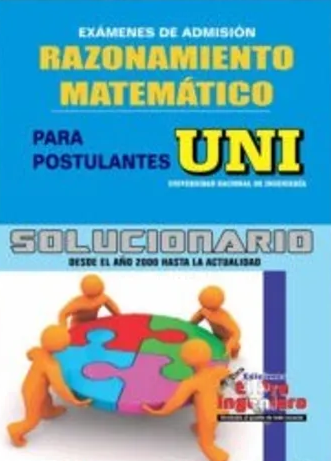 EXÁMENES DE ADMISIÓN
RAZONAMIENTO
MATEMÁTICO
PARA
POSTULANTES UNI
UNIVERSIDAD NACIONAL DE INGENIERÍA
SOLUCIONARIO
DESDE EL AÑO 2000 HASTA LA ACTUALIDAD
Ediciones
Ingeniero